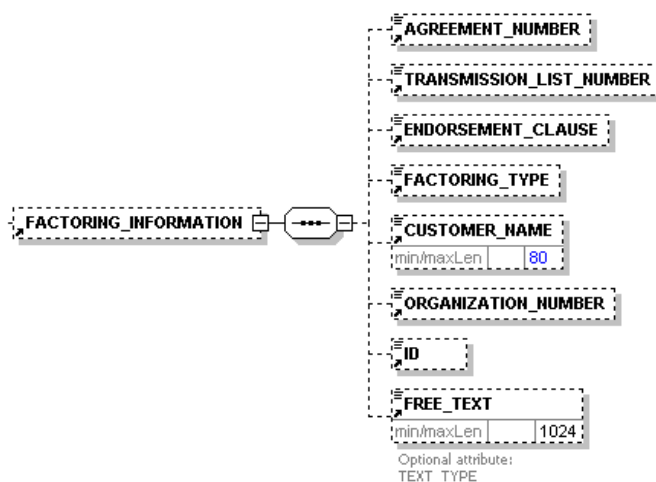 AGREEMENT_NUMBER
TRANSMISSION_LIST_NUMBER
ENDORSEMENT_CLAUSE
FACTORING_TYPE
FACTORING_INFORMATION
CUSTOMER_NAME
min/maxLen 80
ORGANIZATION_NUMBER
ID
FREE_TEXT
min/maxLen 1024
Optional attribute:
TEXT_TYPE